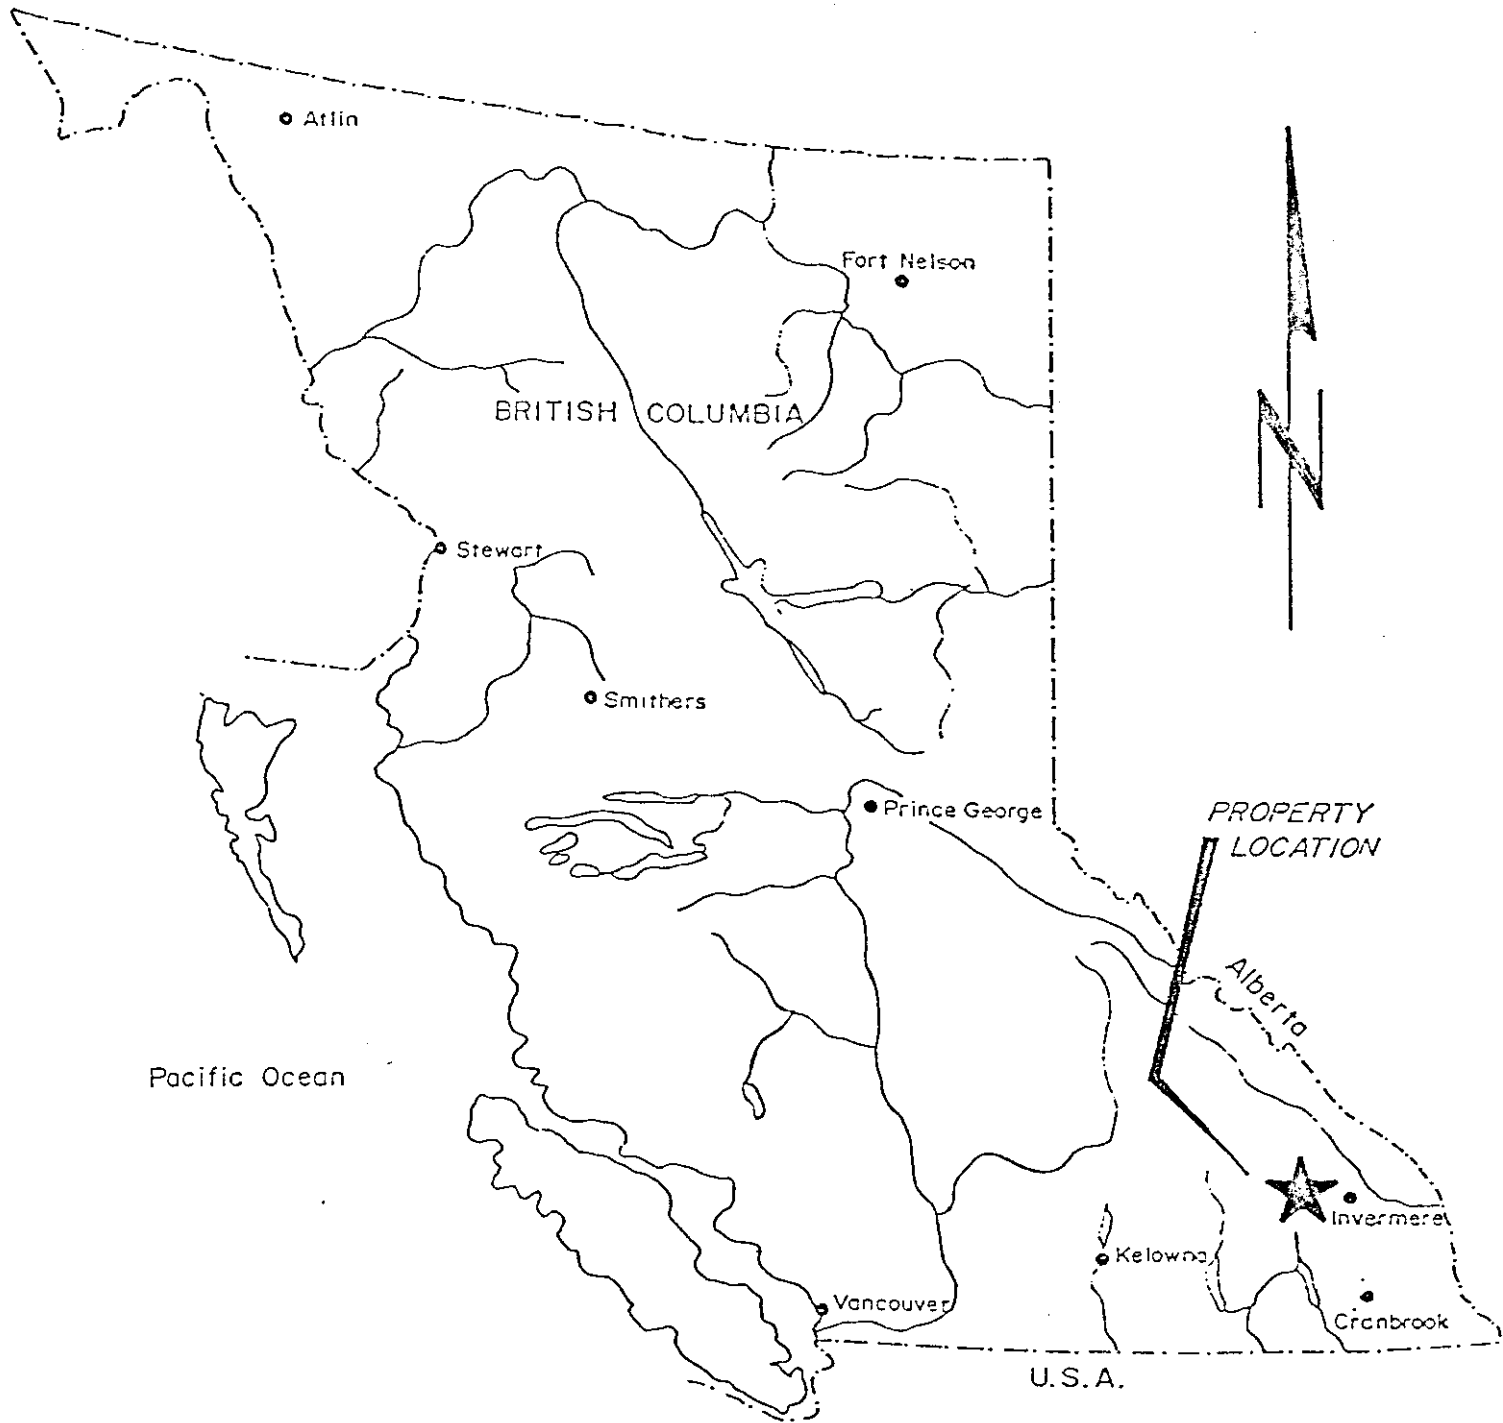 Atlin
Fort Nelson
BRITISH COLUMBIA
N
Stewart
Smithers
Prince George
PROPERTY
LOCATION
Alberta
Pacific Ocean
Invermere
Kelowna
Vancouver
Cranbrook
U.S.A.